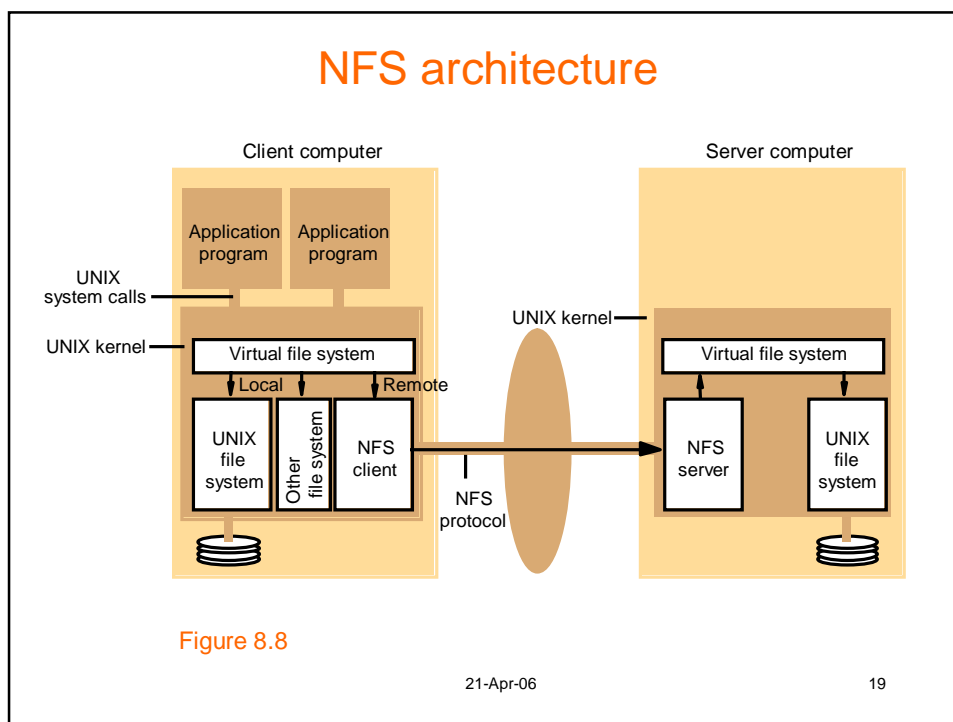 NFS architecture
Client computer
Server computer
Application
program
Application
program
UNIX
system calls
UNIX kernel
UNIX kernel
Virtual file system
Virtual file system
Local
Remote
UNIX
file
system
Other
file system
NFS
client
NFS
server
UNIX
file
system
NFS
protocol
Figure 8.8
21-Apr-06
19